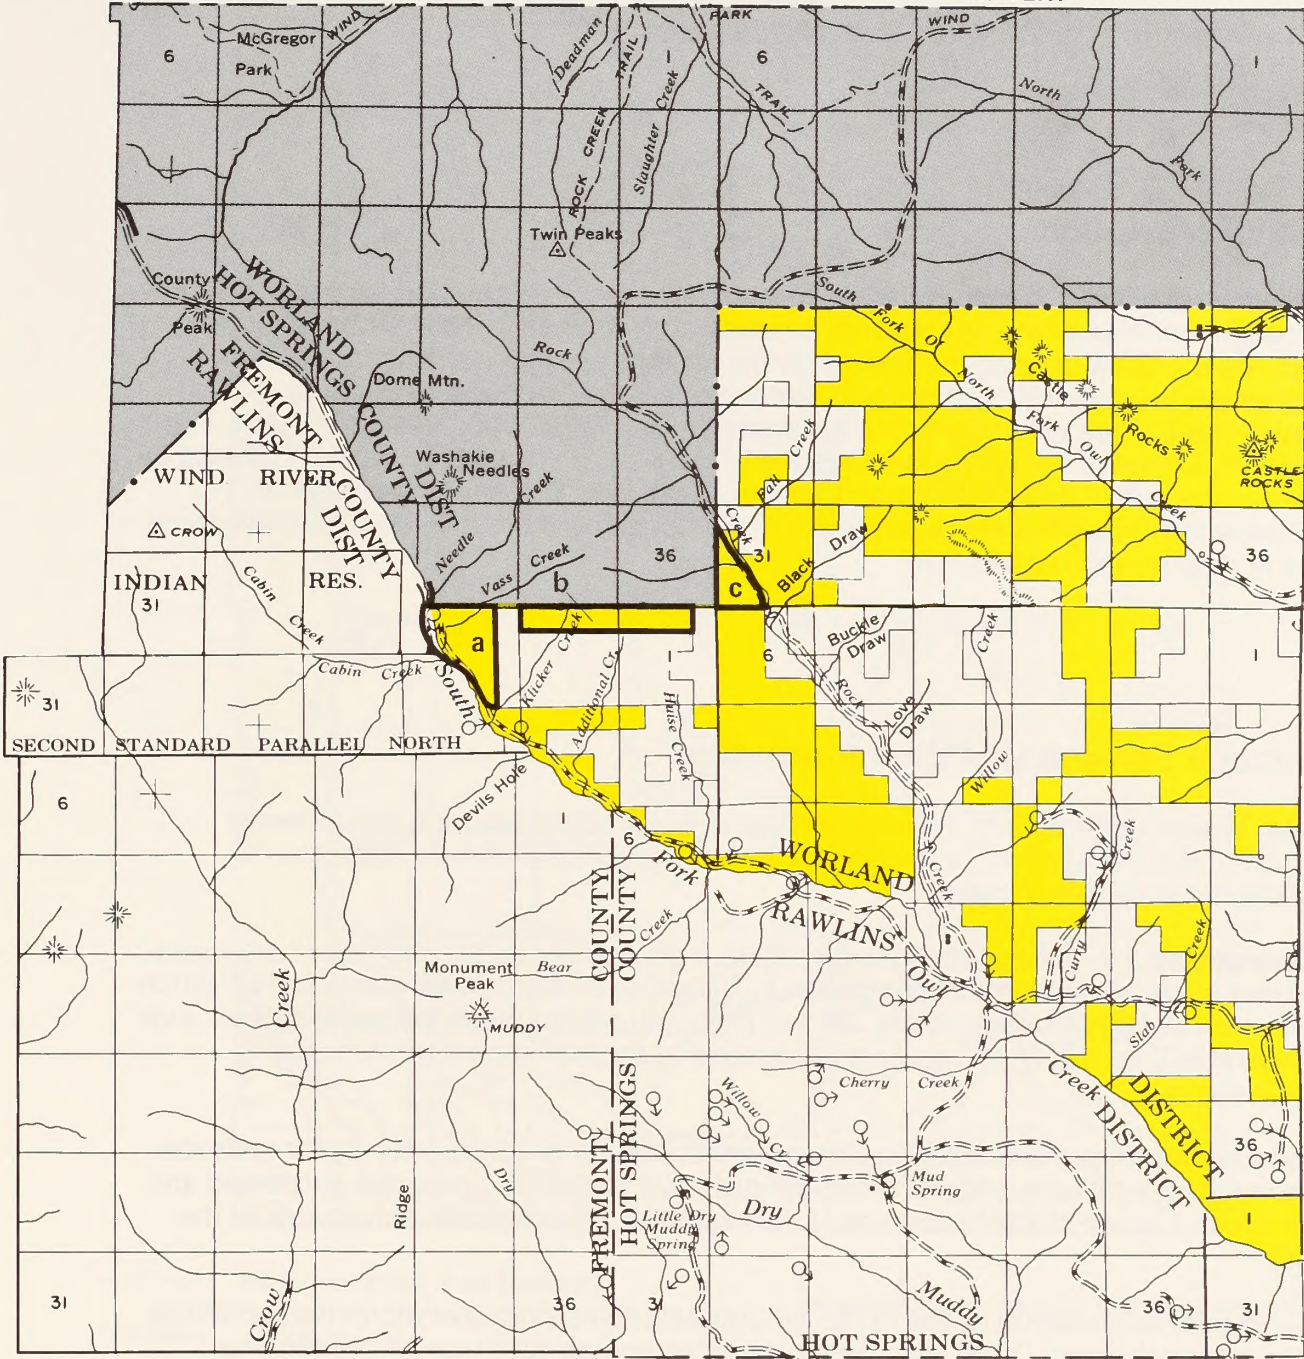 PARK
WIND
WIND
6
McGregor
Park
Deadman
TRAIL
1
6
1
TRAIL
North
Fork
ROCK CREEK
Slaughter Creek
Twin Peaks
County
Peak
WORLAND
HOT SPRINGS
FREMONT
RAWLINS
COUNTY
DIST
COUNTY
DIST
South
Fork
Of
North
Fork
Owl
Creek
Rock
Creek
Dome Mtn.
Castle
Rocks
CASTLE
ROCKS
Washakie
Needles
Creek
Needle
Fall
Creek
WIND RIVER
CROW
INDIAN RES.
31
Cabin
Creek
Vass Creek
36
31
Black
Draw
36
b
c
a
Buckle
Draw
Creek
Klicker Creek
Additional Cr.
1
Huise Creek
6
1
Cabin Creek
South
Rock
Love
Draw
Willow
31
SECOND STANDARD PARALLEL NORTH
6
Devils Hole
1
6
Creek
Fork
WORLAND
RAWLINS
Creek
COUNTY
COUNTY
Creek
Owl
Curry
Creek
Monument
Peak
Bear
MUDDY
Creek
Slab
Cherry Creek
Creek
DISTRICT
DISTRICT
Willow
Cr.
36
FREMONT
HOT SPRINGS
Dry
Mud
Spring
Ridge
Little Dry
Muddy
Spring
Dry
1
31
Crow
36
31
Muddy
36
31
HOT SPRINGS